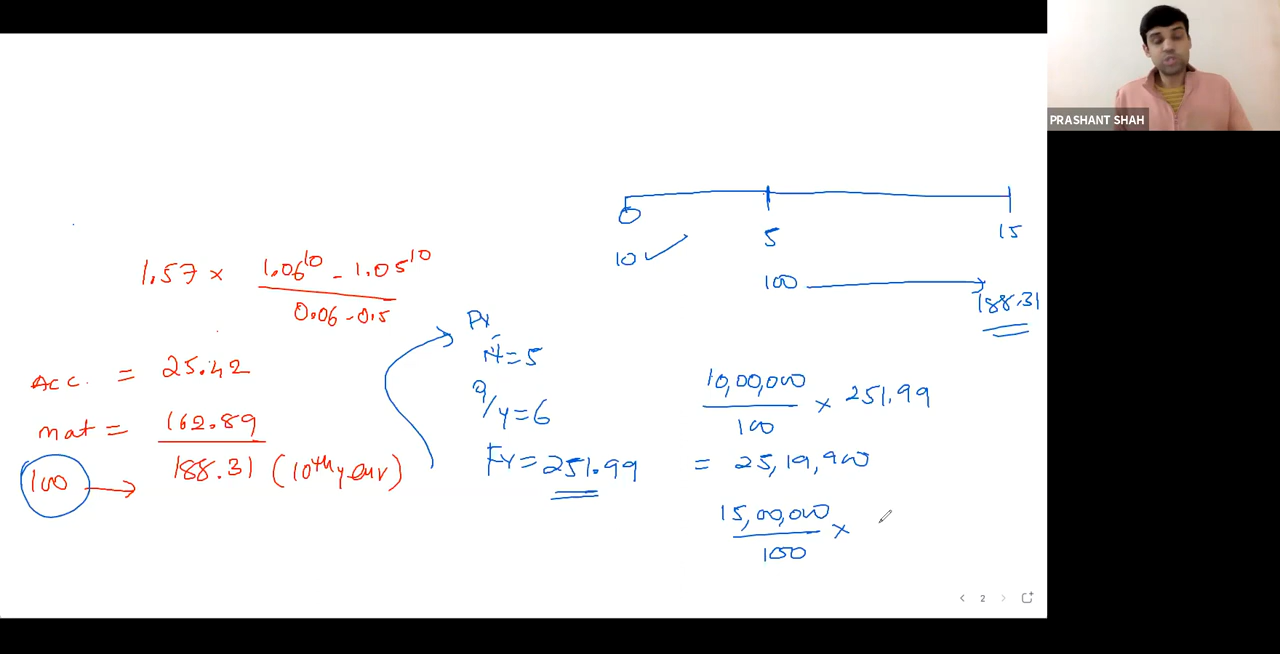 PRASHANT SHAH
0 5 15
10 ✓
100 → 188.31
1.57 × (1.06^10 - 1.05^10) / (0.06 - 0.5)
Acc. = 25.42
mat = 162.89
100 → 188.31 (10th year)
PV
N = 5
I/Y = 6
FV = 251.99
10,00,000 / 100 × 251.99
= 25,19,900
15,00,000 / 100 ×
2